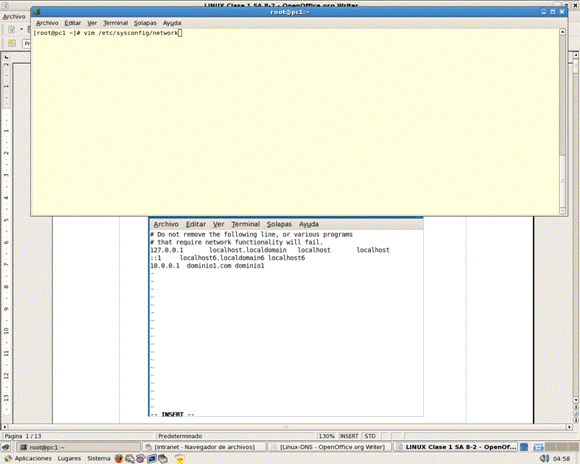 LINUX Clase 1 SA 8-2 - OpenOffice.org Writer
Archivo
root@pc1:~
Archivo Editar Ver Terminal Solapas Ayuda
[root@pc1 ~]# vim /etc/sysconfig/network
Archivo Editar Ver Terminal Solapas Ayuda
# Do not remove the following line, or various programs
# that require network functionality will fail.
127.0.0.1 localhost.localdomain localhost localhost
::1 localhost6.localdomain6 localhost6
10.0.0.1 dominio1.com dominio1
-- INSERT --
Página 1 / 13 Predeterminado 130% INSERT STD
root@pc1:~ [intranet - Navegador de archivos] [Linux-DNS - OpenOffice.org Writer] LINUX Clase 1 SA 8-2 - OpenOf...
Aplicaciones Lugares Sistema 04:58